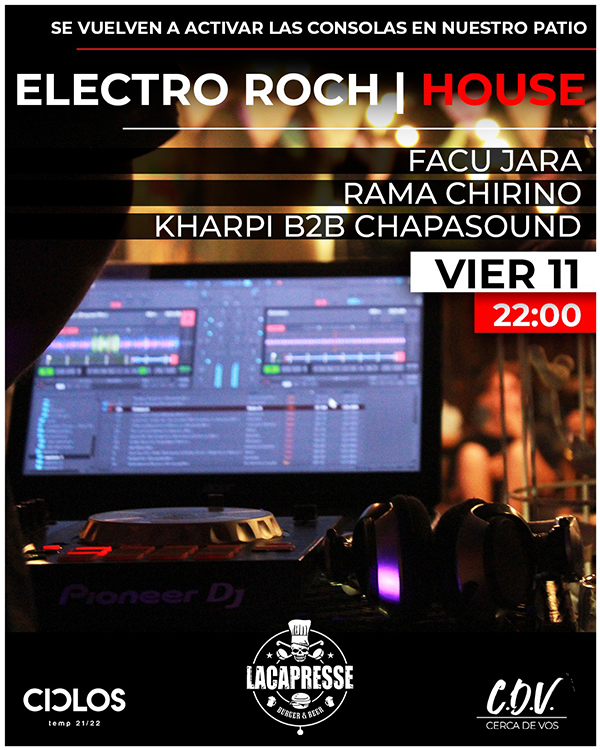 SE VUELVEN A ACTIVAR LAS CONSOLAS EN NUESTRO PATIO
ELECTRO ROCH | HOUSE
FACU JARA
RAMA CHIRINO
KHARPI B2B CHAPASOUND
VIER 11
22:00
Pioneer DJ
CICLOS
temp 21/22
LACAPRESSE
BURGER & BEER
C.D.V.
CERCA DE VOS